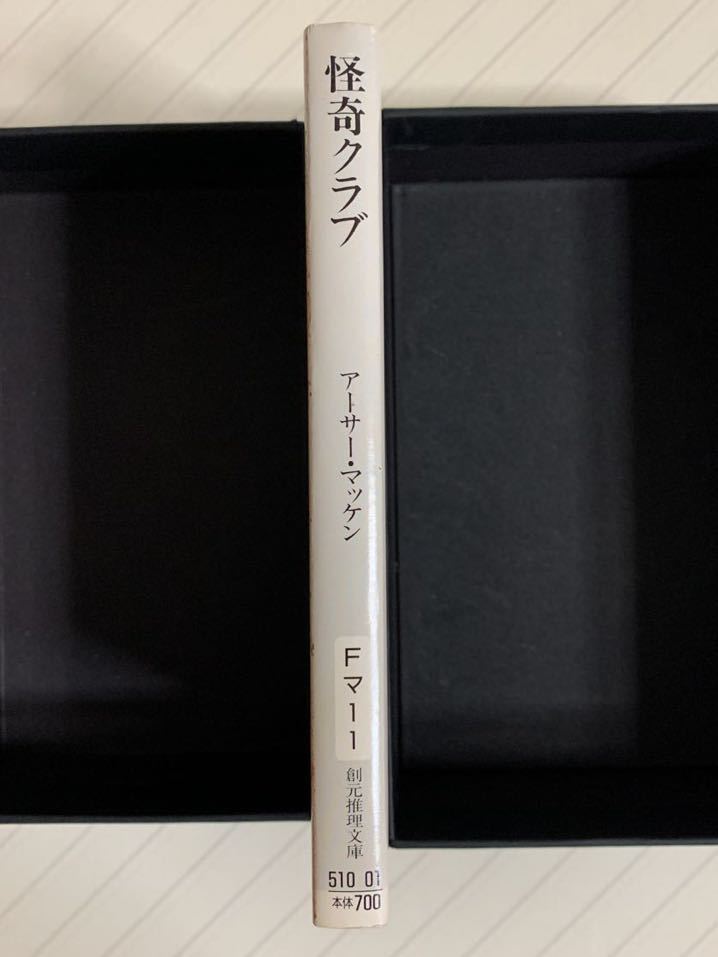 怪奇クラブ
アーサー・マッケン
Fマ11
創元推理文庫
510 01
本体700